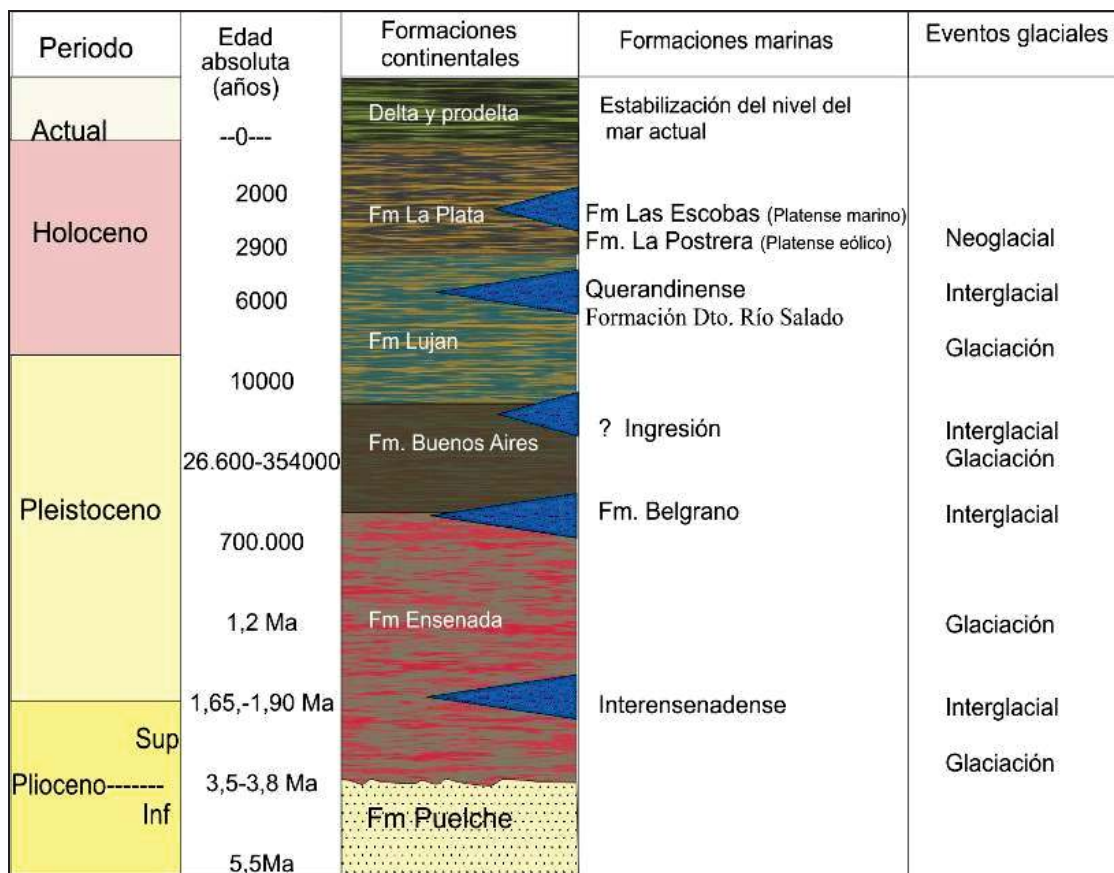 Periodo
Edad
absoluta
(años)
Formaciones
continentales
Formaciones marinas
Eventos glaciales
Actual
--0---
Delta y prodelta
Estabilización del nivel del
mar actual
Holoceno
2000
2900
6000
Fm La Plata
Fm Las Escobas (Platense marino)
Fm. La Postrera (Platense eólico)
Neoglacial
Querandinense
Formación Dto. Río Salado
Interglacial
Fm Lujan
Glaciación
Pleistoceno
10000
26.600-354000
700.000
1,2 Ma
1,65,-1,90 Ma
Fm. Buenos Aires
? Ingresión
Interglacial
Glaciación
Fm. Belgrano
Interglacial
Fm Ensenada
Glaciación
Interensenadense
Interglacial
Glaciación
Sup
Plioceno-------
Inf
3,5-3,8 Ma
5,5Ma
Fm Puelche